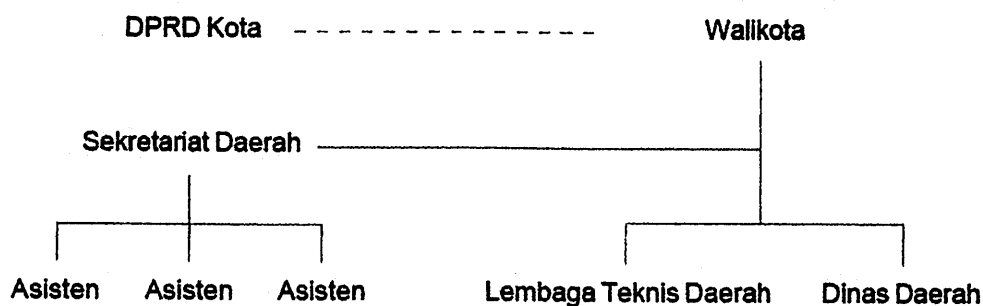 DPRD Kota Walikota
Sekretariat Daerah
Asisten Asisten Asisten Lembaga Teknis Daerah Dinas Daerah